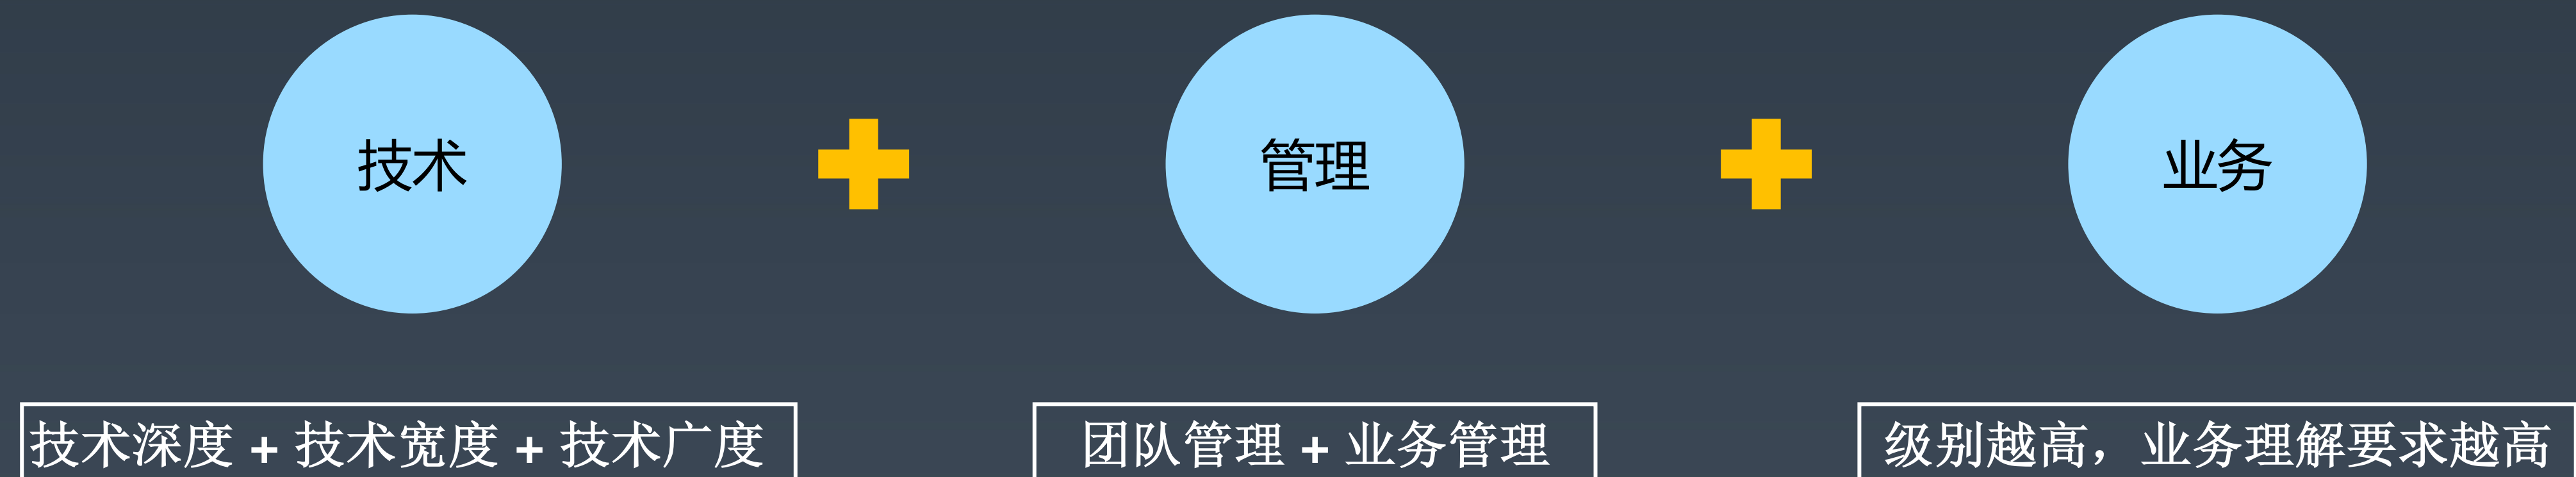 技术
管理
业务
技术深度 + 技术宽度 + 技术广度
团队管理 + 业务管理
级别越高，业务理解要求越高